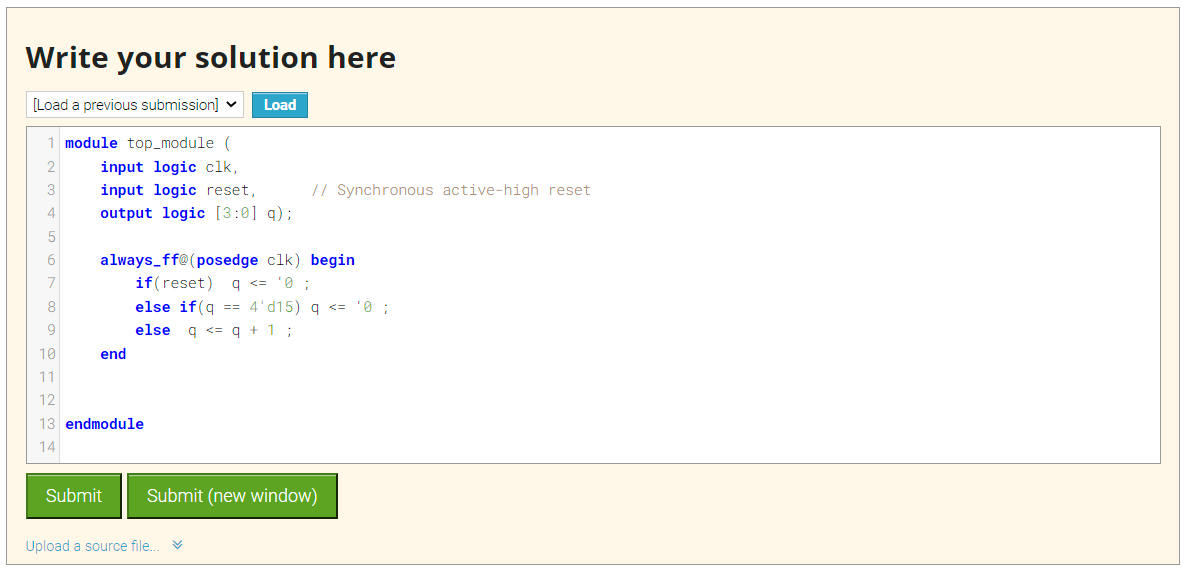 Write your solution here
[Load a previous submission] Load
1 module top_module (
2     input logic clk,
3     input logic reset,      // Synchronous active-high reset
4     output logic [3:0] q);
5
6     always_ff@(posedge clk) begin
7         if(reset)  q <= '0 ;
8         else if(q == 4'd15) q <= '0 ;
9         else  q <= q + 1 ;
10     end
11
12
13 endmodule
14
Submit Submit (new window)
Upload a source file...